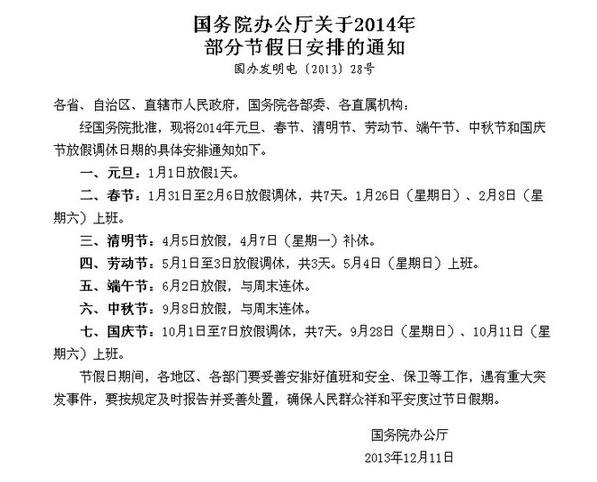 国务院办公厅关于2014年
部分节假日安排的通知
国办发明电〔2013〕28号
各省、自治区、直辖市人民政府，国务院各部委、各直属机构：
经国务院批准，现将2014年元旦、春节、清明节、劳动节、端午节、中秋节和国庆
节放假调休日期的具体安排通知如下。
一、元旦：1月1日放假1天。
二、春节：1月31日至2月6日放假调休，共7天。1月26日（星期日）、2月8日（星
期六）上班。
三、清明节：4月5日放假，4月7日（星期一）补休。
四、劳动节：5月1日至3日放假调休，共3天。5月4日（星期日）上班。
五、端午节：6月2日放假，与周末连休。
六、中秋节：9月8日放假，与周末连休。
七、国庆节：10月1日至7日放假调休，共7天。9月28日（星期日）、10月11日（星
期六）上班。
节假日期间，各地区、各部门要妥善安排好值班和安全、保卫等工作，遇有重大突
发事件，要按规定及时报告并妥善处置，确保人民群众祥和平安度过节日假期。
国务院办公厅
2013年12月11日